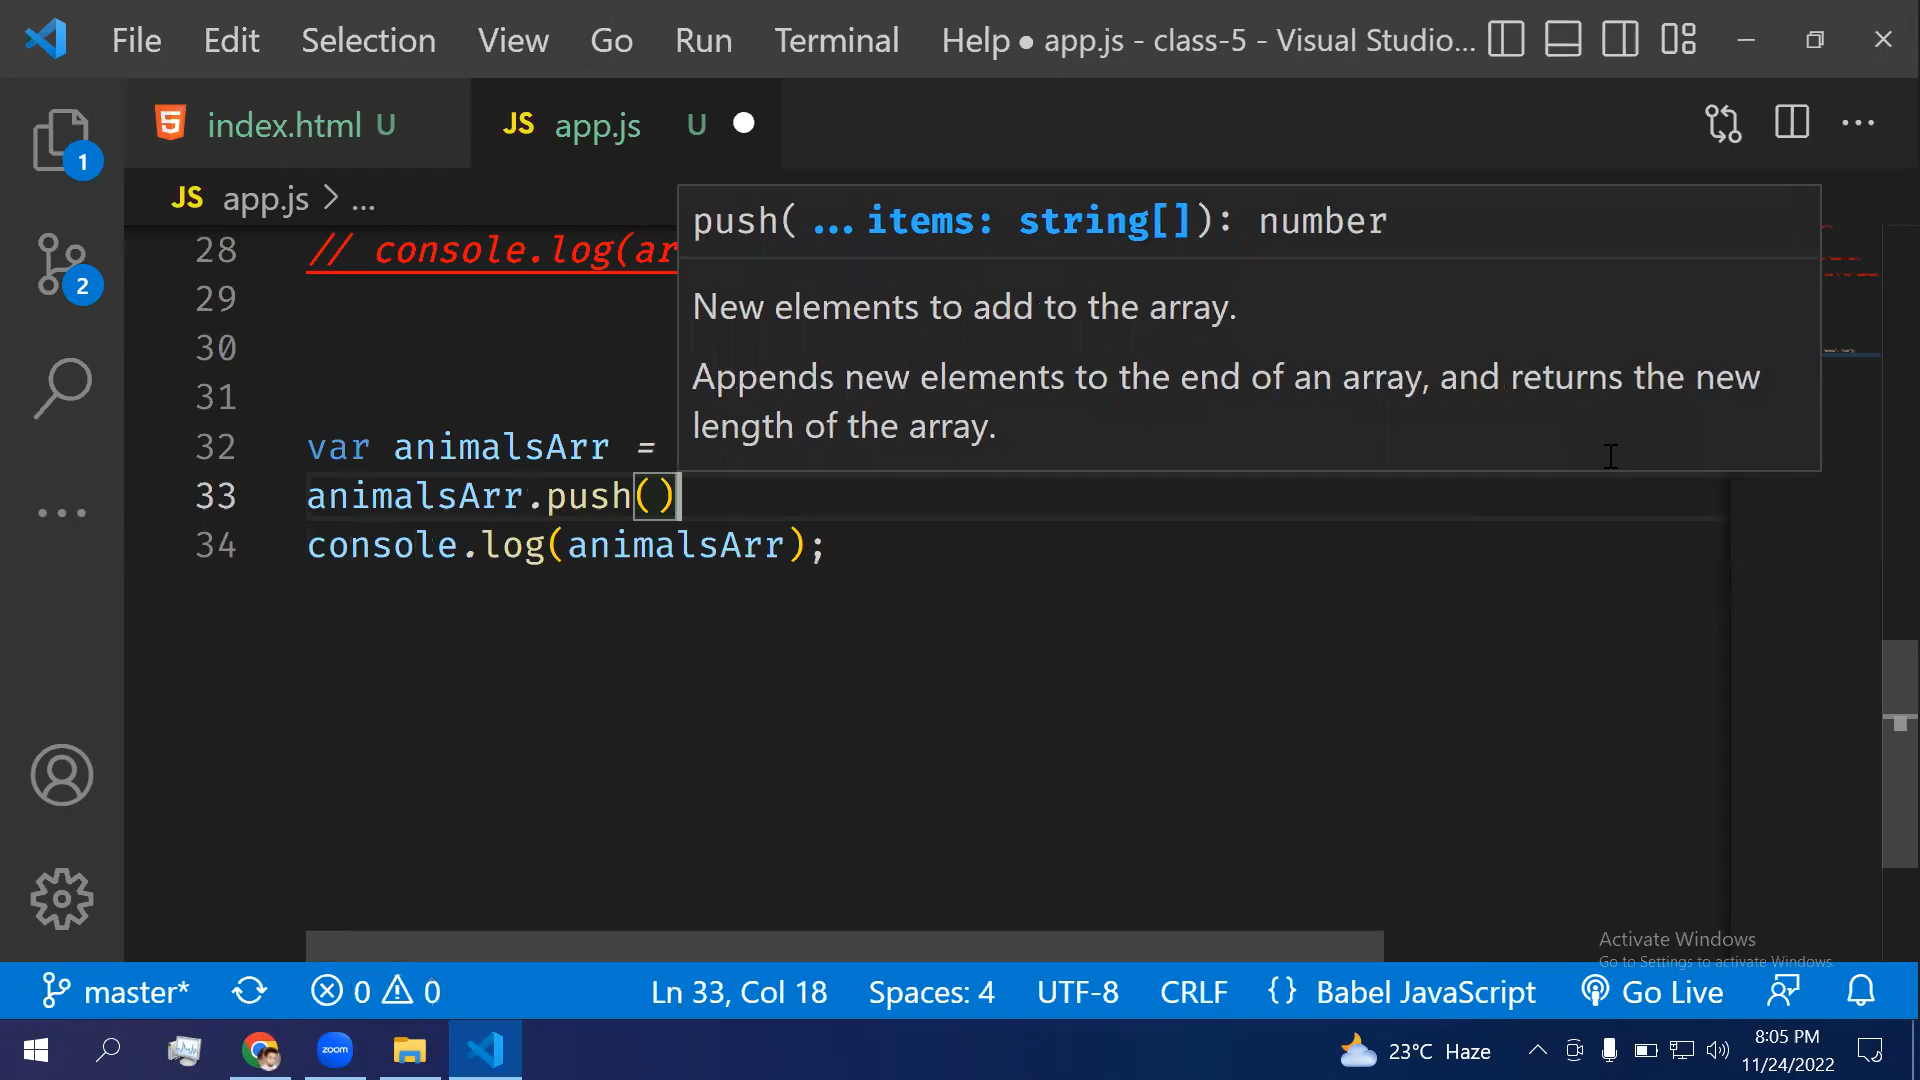 File Edit Selection View Go Run Terminal Help ● app.js - class-5 - Visual Studio...
index.html U
JS app.js U
JS app.js > ...
1
2
push(...items: string[]): number
New elements to add to the array.
Appends new elements to the end of an array, and returns the new
length of the array.
28 // console.log(ar
29
30
31
32 var animalsArr =
33 animalsArr.push()
34 console.log(animalsArr);
Activate Windows
Go to Settings to activate Windows.
master* 0 0 Ln 33, Col 18 Spaces: 4 UTF-8 CRLF {} Babel JavaScript Go Live
zoom
23°C Haze
8:05 PM
11/24/2022